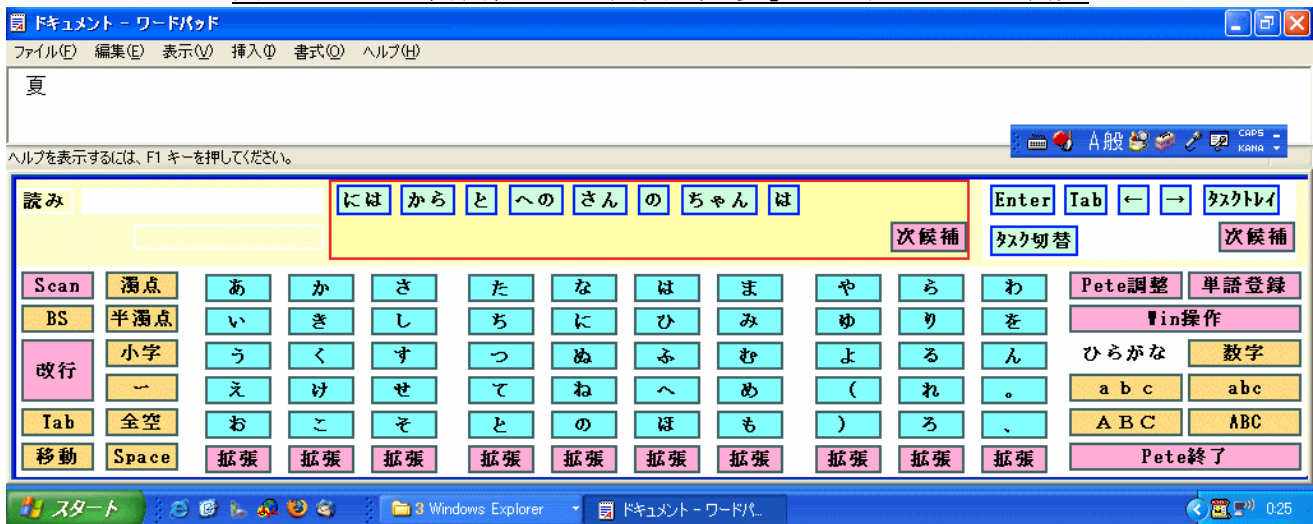 ドキュメント - ワードパッド
ファイル(F) 編集(E) 表示(V) 挿入(I) 書式(O) ヘルプ(H)
夏
A般 CAPS KANA
ヘルプを表示するには、F1 キーを押してください。
読み には から と への さん の ちゃん は Enter Tab ← → タスクトレイ
次候補 タスク切替 次候補
Scan 濁点 あ か さ た な は ま や ら わ Pete調整 単語登録
BS 半濁点 い き し ち に ひ み ゆ り を Win操作
改行 小字 う く す つ ぬ ふ む よ る ん ひらがな 数字
ー え け せ て ね へ め ( れ 。 ａｂｃ abc
Tab 全空 お こ そ と の ほ も ) ろ 、 ＡＢＣ ABC
移動 Space 拡張 拡張 拡張 拡張 拡張 拡張 拡張 拡張 拡張 拡張 Pete終了
スタート 3 Windows Explorer ドキュメント - ワードパ... 0:25